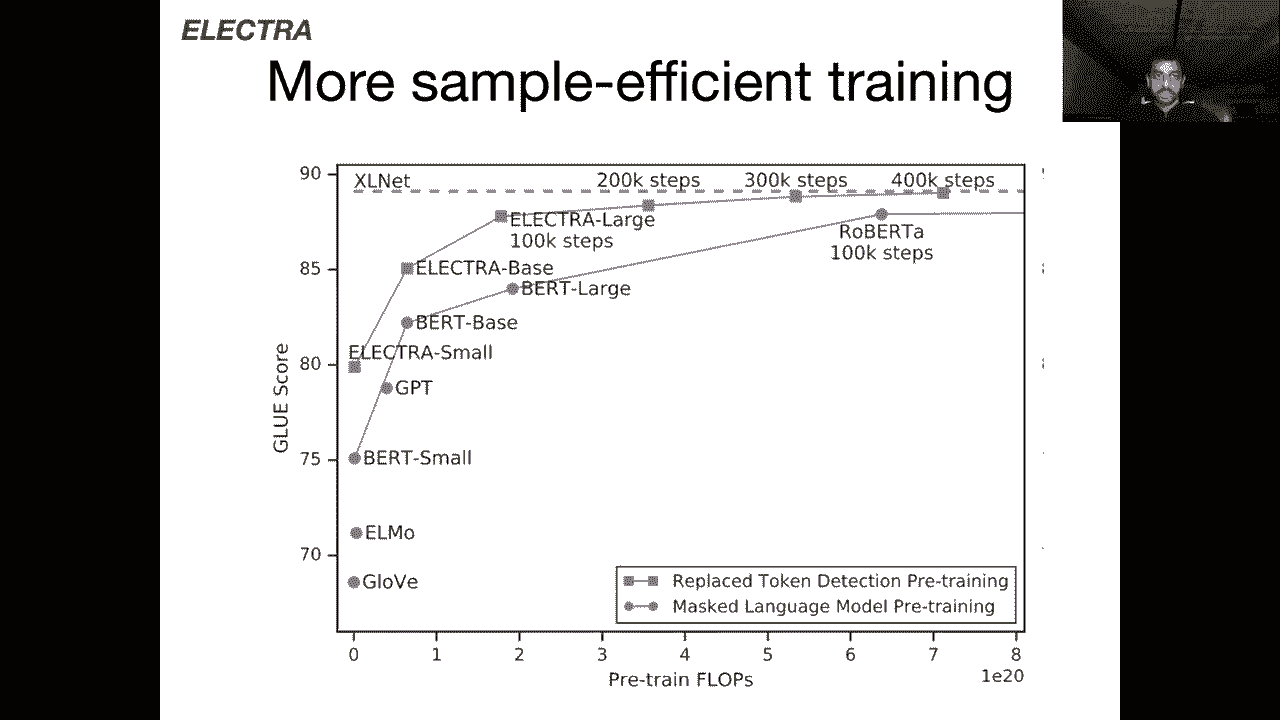 ELECTRA
More sample-efficient training
90
XLNet
200k steps
300k steps
400k steps
ELECTRA-Large
100k steps
RoBERTa
100k steps
85
ELECTRA-Base
BERT-Large
BERT-Base
ELECTRA-Small
80
GPT
GLUE Score
75
BERT-Small
ELMo
70
GloVe
Replaced Token Detection Pre-training
Masked Language Model Pre-training
0 1 2 3 4 5 6 7 8
1e20
Pre-train FLOPs